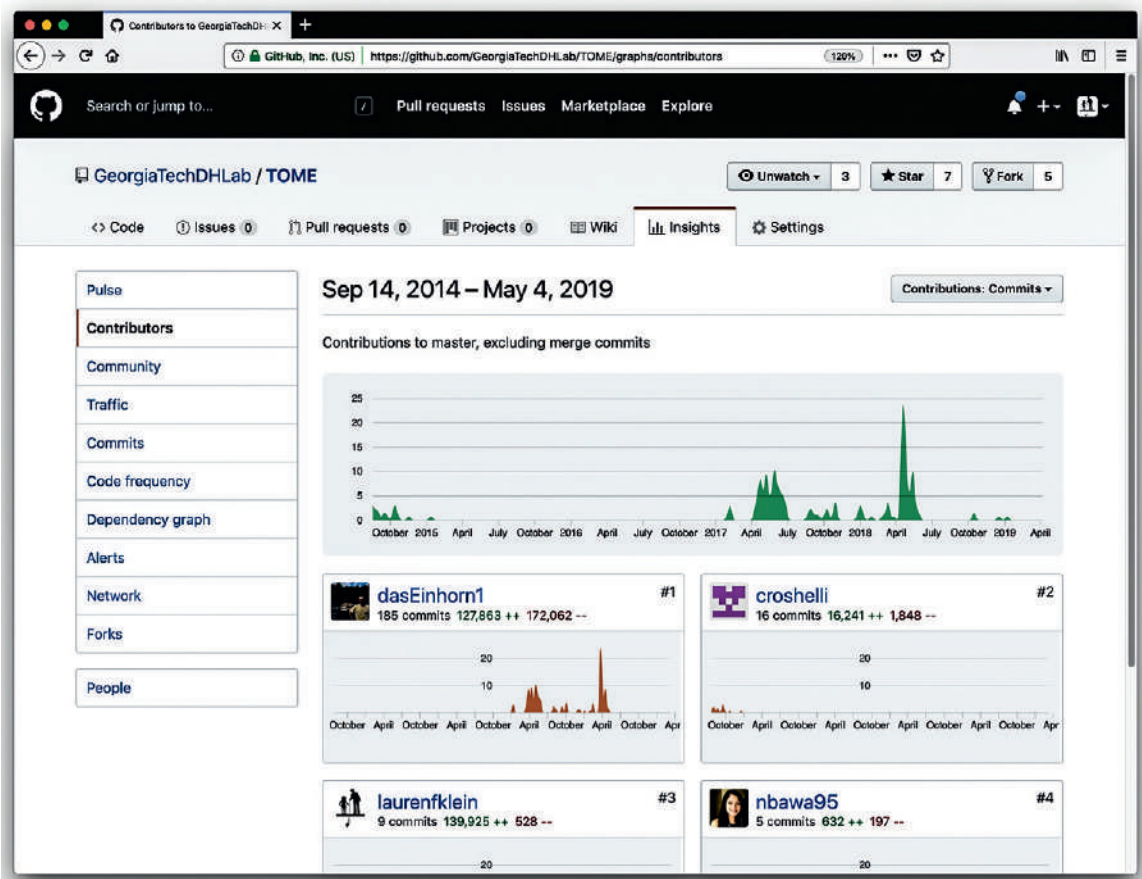 Contributors to GeorgiaTechDH
GitHub, Inc. (US) https://github.com/GeorgiaTechDHLab/TOME/graphs/contributors 120%
Search or jump to... / Pull requests Issues Marketplace Explore
GeorgiaTechDHLab / TOME
Unwatch 3 Star 7 Fork 5
Code Issues 0 Pull requests 0 Projects 0 Wiki Insights Settings
Pulse
Contributors
Community
Traffic
Commits
Code frequency
Dependency graph
Alerts
Network
Forks
People
Sep 14, 2014 – May 4, 2019
Contributions: Commits
Contributions to master, excluding merge commits
25
20
15
10
5
0
October 2015 April July October 2016 April July October 2017 April July October 2018 April July October 2019 April
dasEinhorn1 #1
185 commits 127,863 ++ 172,062 --
20
10
October April October April October April October April October Apr
croshelli #2
16 commits 16,241 ++ 1,848 --
20
10
October April October April October April October April October Apr
laurenfklein #3
9 commits 139,925 ++ 528 --
20
nbawa95 #4
5 commits 632 ++ 197 --
20